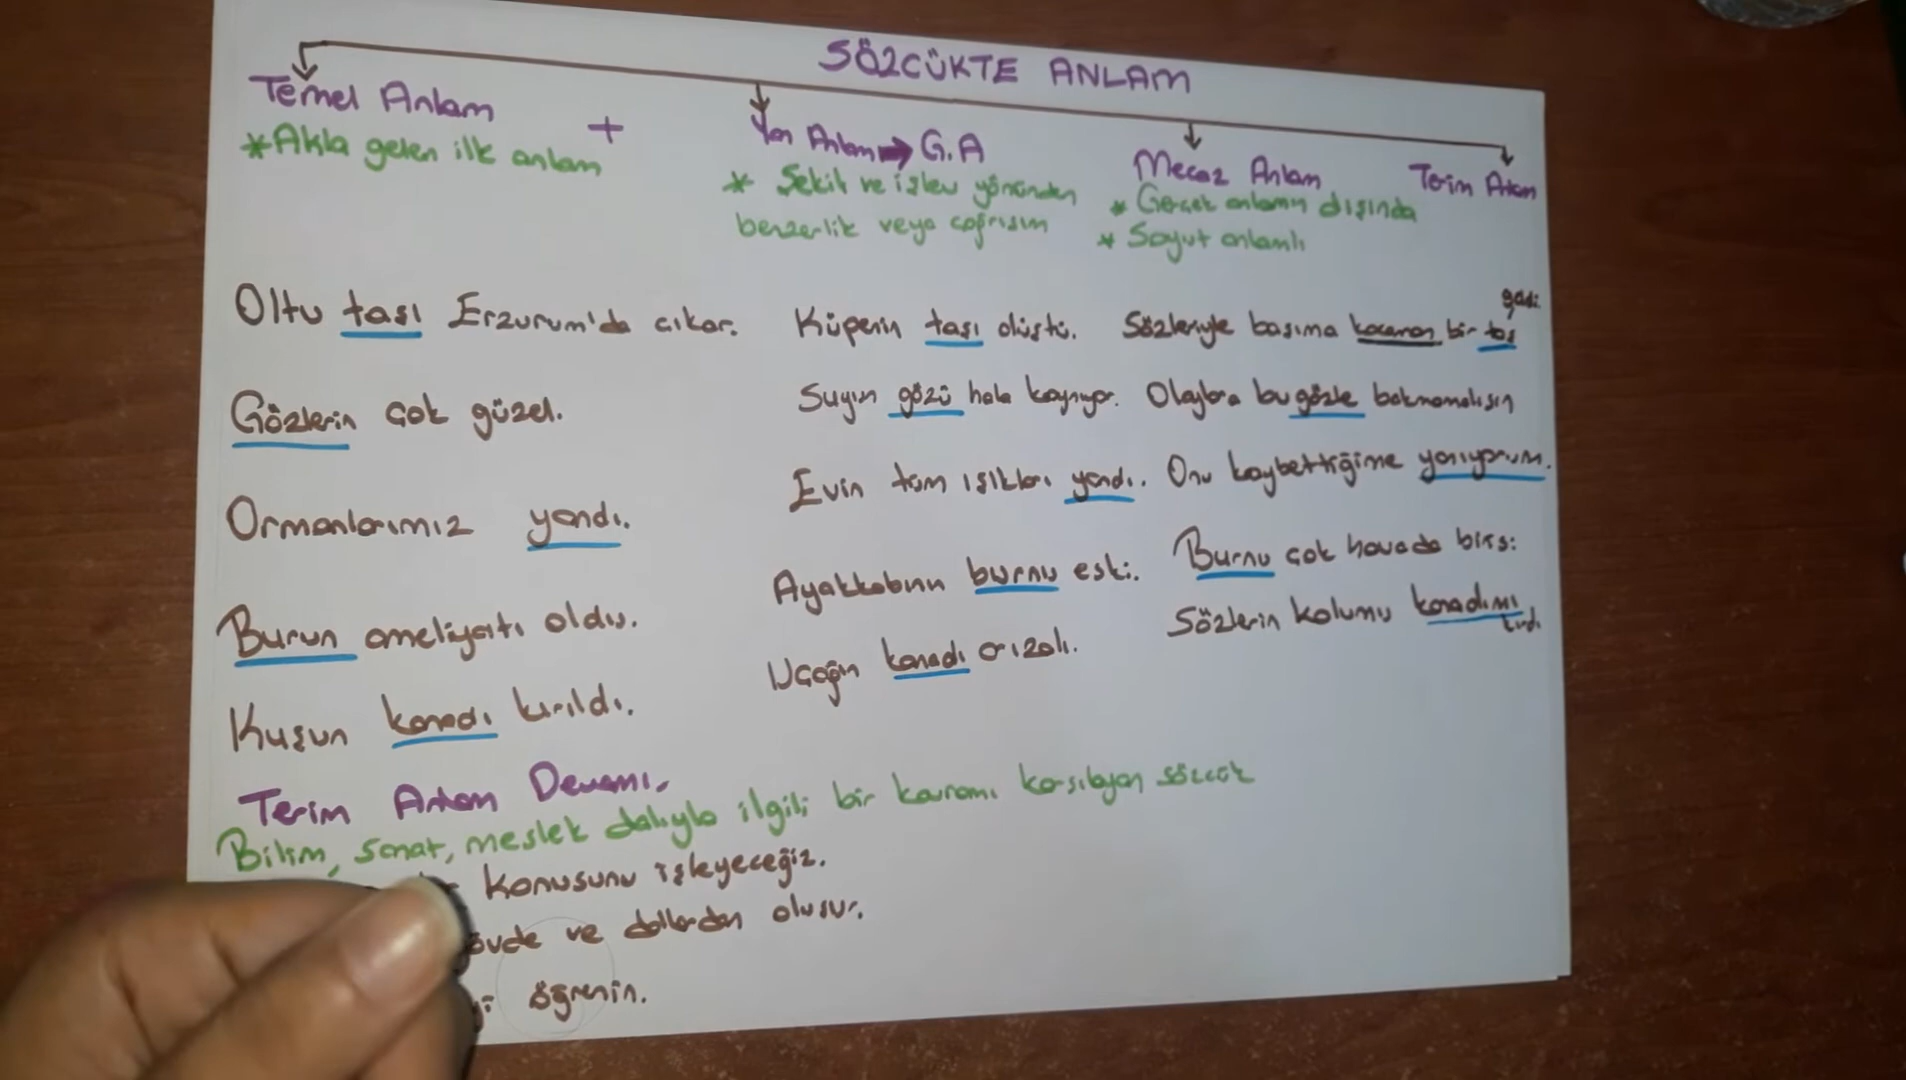 SÖZCÜKTE ANLAM
Temel Anlam
*Akla gelen ilk anlam
+
Yan Anlam → G.A
* Şekil ve işlev yönünden
benzerlik veya çağrışım
Mecaz Anlam
* Gerçek anlamın dışında
* Soyut anlamlı
Terim Anlam
Oltu taşı Erzurum'da çıkar.
Gözlerin çok güzel.
Ormanlarımız yandı.
Burun ameliyatı oldu.
Kuşun kanadı kırıldı.
Küpenin taşı düştü.
Suyun gözü hala kaynıyor.
Evin tüm ışıkları yandı.
Ayakkabının burnu eski.
Uçağın kanadı arızalı.
Sözleriyle başıma kocaman bir taş
Olaylara bu gözle bakmamalısın
Onu kaybettiğime yanıyorum.
Burnu çok havada biri:
Sözlerin kolumu kanadımı
kırdı.
Terim Anlam Devamı.
Bilim, sanat, meslek dalıyla ilgili bir kavramı karşılayan sözcük
konusunu işleyeceğiz.
ve dallardan oluşur.
öğrenin.